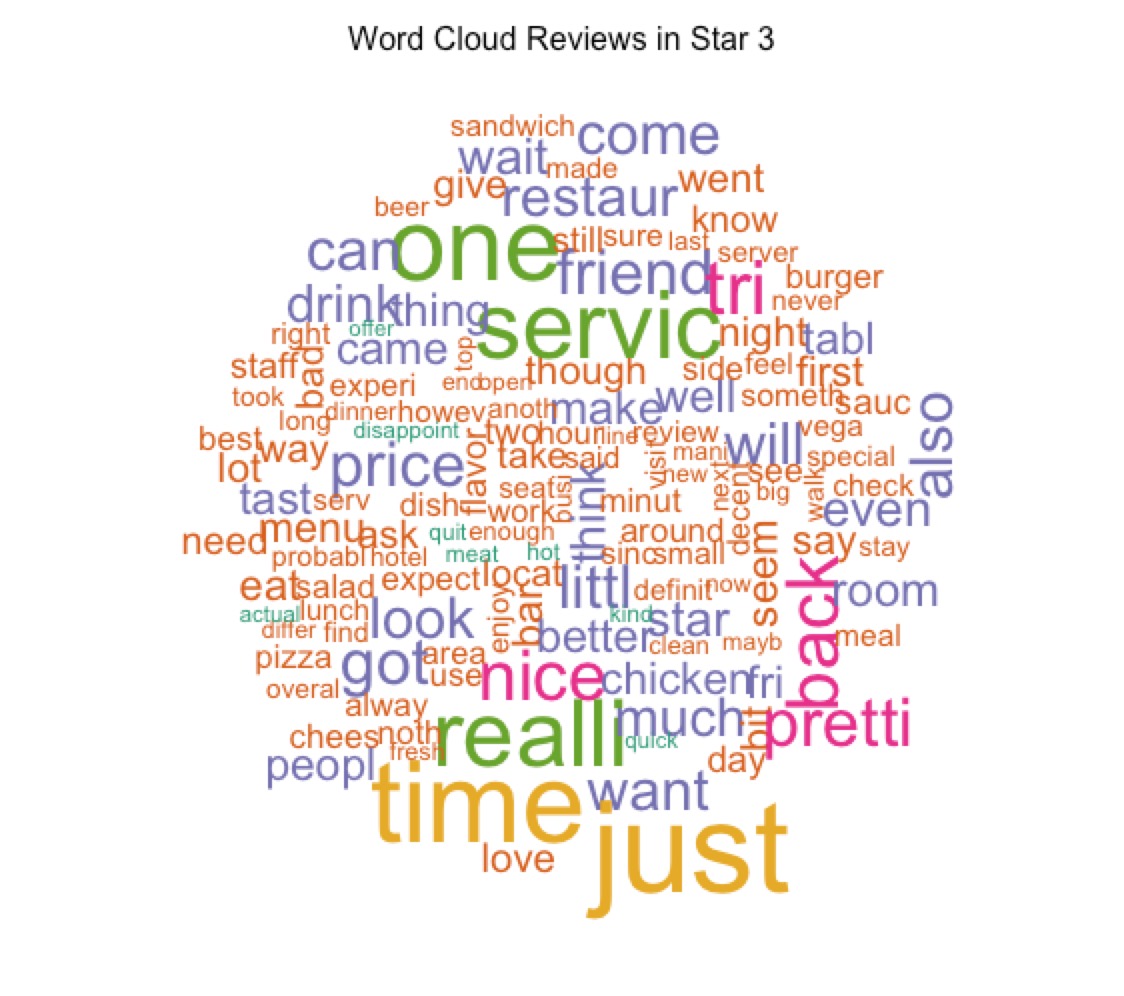 Word Cloud Reviews in Star 3
sandwich come
wait made
give restaur went
beer know
can one still sure last server
friend tri burger
drink thing never
servic
right offer night tabl
came top
staff bad though side feel first
experi end open
took well someth sauc
long dinner howev anoth make also
best disappoint two hour line review will vega
way flavor take said visit mani special
lot price new see
think next walk check
tast serv dish seats busi minut decent big even
work
menu ask quit enough around say stay
need
probabl hotel meat hot sinc small
eat salad expect locat littl definit now seem back room
actual lunch look enjoy bar kind star
differ find better clean mayb meal
pizza got area
use nice chicken fri
overal
alway much bit pretti
chees noth realli quick
fresh day
peopl time want
just
love